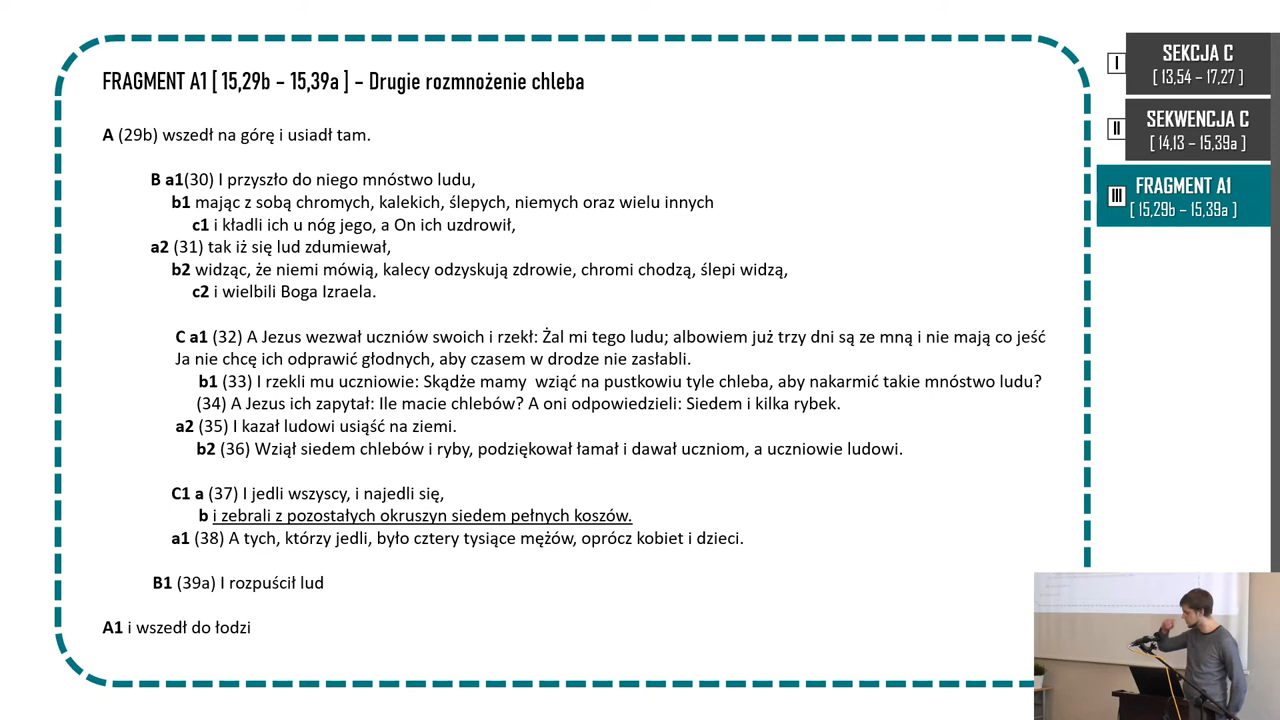 FRAGMENT A1 [ 15,29b – 15,39a ] – Drugie rozmnożenie chleba
A (29b) wszedł na górę i usiadł tam.
B a1(30) I przyszło do niego mnóstwo ludu,
b1 mając z sobą chromych, kalekich, ślepych, niemych oraz wielu innych
c1 i kładli ich u nóg jego, a On ich uzdrowił,
a2 (31) tak iż się lud zdumiewał,
b2 widząc, że niemi mówią, kalecy odzyskują zdrowie, chromi chodzą, ślepi widzą,
c2 i wielbili Boga Izraela.
C a1 (32) A Jezus wezwał uczniów swoich i rzekł: Żal mi tego ludu; albowiem już trzy dni są ze mną i nie mają co jeść
Ja nie chcę ich odprawić głodnych, aby czasem w drodze nie zasłabli.
b1 (33) I rzekli mu uczniowie: Skądże mamy wziąć na pustkowiu tyle chleba, aby nakarmić takie mnóstwo ludu?
(34) A Jezus ich zapytał: Ile macie chlebów? A oni odpowiedzieli: Siedem i kilka rybek.
a2 (35) I kazał ludowi usiąść na ziemi.
b2 (36) Wziął siedem chlebów i ryby, podziękował łamał i dawał uczniom, a uczniowie ludowi.
C1 a (37) I jedli wszyscy, i najedli się,
b i zebrali z pozostałych okruszyn siedem pełnych koszów.
a1 (38) A tych, którzy jedli, było cztery tysiące mężów, oprócz kobiet i dzieci.
B1 (39a) I rozpuścił lud
A1 i wszedł do łodzi
I
SEKCJA C
[ 13,54 – 17,27 ]
II
SEKWENCJA C
[ 14,13 – 15,39a ]
III
FRAGMENT A1
[ 15,29b – 15,39a ]